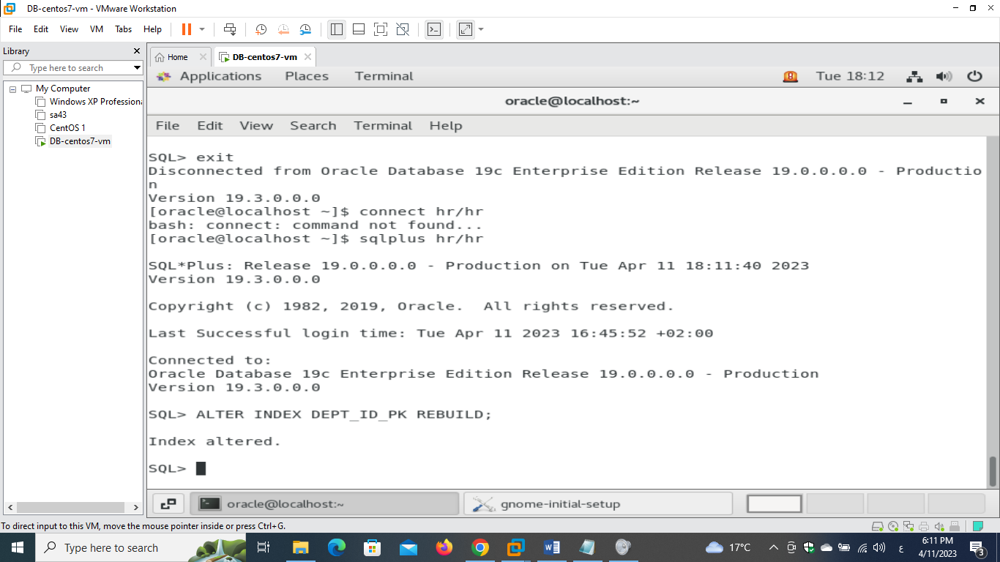 DB-centos7-vm - VMware Workstation
File Edit View VM Tabs Help
Library
Type here to search
My Computer
Windows XP Professiona
sa43
CentOS 1
DB-centos7-vm
Home DB-centos7-vm
Applications Places Terminal Tue 18:12
oracle@localhost:~
File Edit View Search Terminal Help
SQL> exit
Disconnected from Oracle Database 19c Enterprise Edition Release 19.0.0.0.0 - Productio
n
Version 19.3.0.0.0
[oracle@localhost ~]$ connect hr/hr
bash: connect: command not found...
[oracle@localhost ~]$ sqlplus hr/hr
SQL*Plus: Release 19.0.0.0.0 - Production on Tue Apr 11 18:11:40 2023
Version 19.3.0.0.0
Copyright (c) 1982, 2019, Oracle.  All rights reserved.
Last Successful login time: Tue Apr 11 2023 16:45:52 +02:00
Connected to:
Oracle Database 19c Enterprise Edition Release 19.0.0.0.0 - Production
Version 19.3.0.0.0
SQL> ALTER INDEX DEPT_ID_PK REBUILD;
Index altered.
SQL>
oracle@localhost:~ gnome-initial-setup
To direct input to this VM, move the mouse pointer inside or press Ctrl+G.
Type here to search 17°C ع 6:11 PM
4/11/2023 3